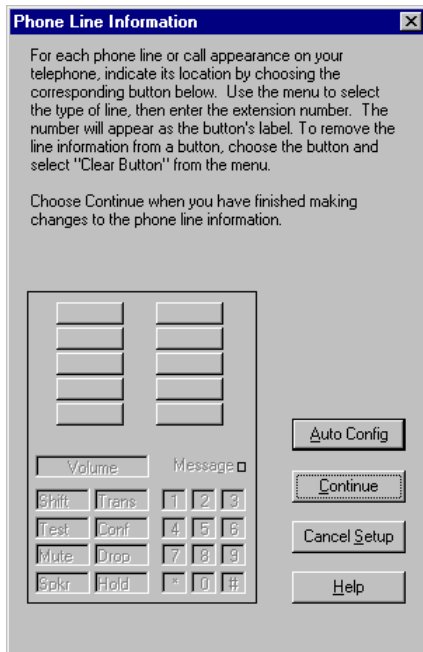 Phone Line Information
For each phone line or call appearance on your
telephone, indicate its location by choosing the
corresponding button below. Use the menu to select
the type of line, then enter the extension number. The
number will appear as the button's label. To remove the
line information from a button, choose the button and
select "Clear Button" from the menu.
Choose Continue when you have finished making
changes to the phone line information.
Volume Message
Shift Trans 1 2 3
Test Conf 4 5 6
Mute Drop 7 8 9
Spkr Hold * 0 #
Auto Config
Continue
Cancel Setup
Help